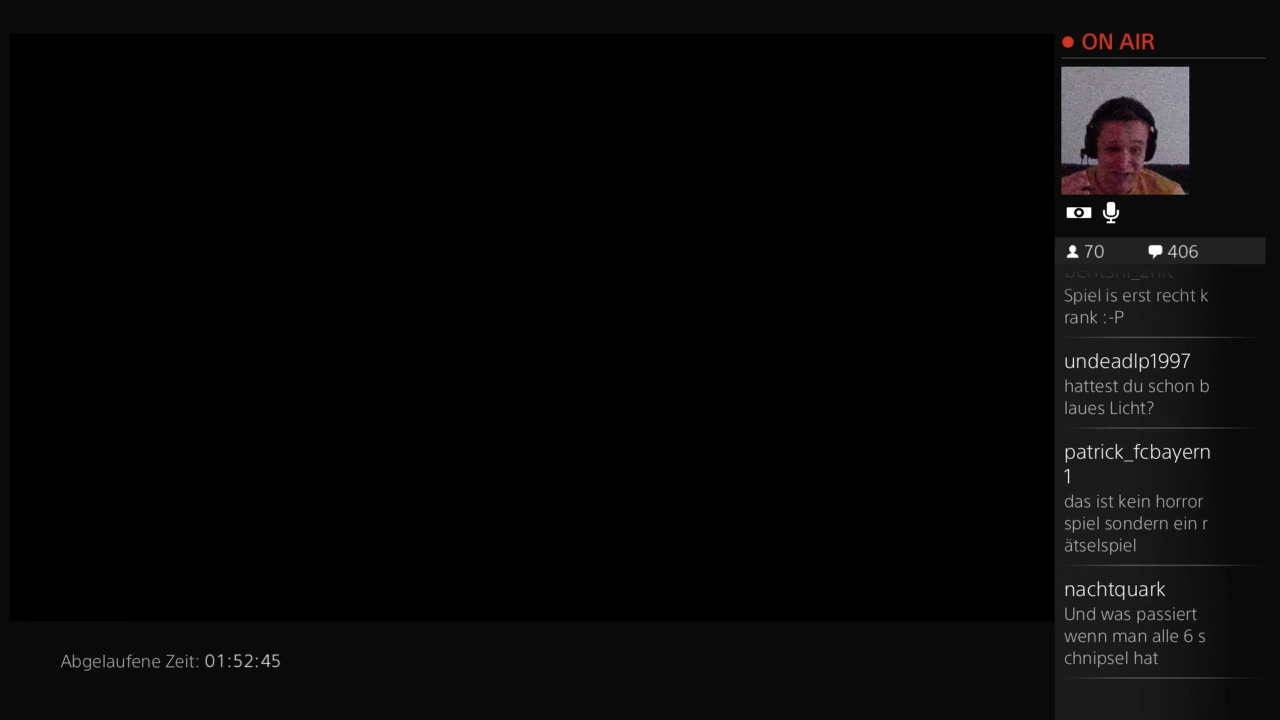 ON AIR
70 406
Spiel is erst recht k
rank :-P
undeadlp1997
hattest du schon b
laues Licht?
patrick_fcbayern
1
das ist kein horror
spiel sondern ein r
ätselspiel
nachtquark
Und was passiert
wenn man alle 6 s
chnipsel hat
Abgelaufene Zeit: 01:52:45